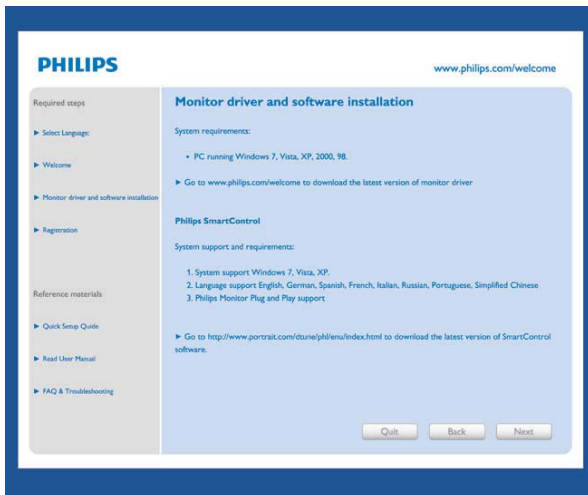 PHILIPS
www.philips.com/welcome
Required steps
▶ Select Language:
▶ Welcome
▶ Monitor driver and software installation
▶ Registration
Reference materials
▶ Quick Setup Quide
▶ Read User Manual
▶ FAQ & Troubleshooting
Monitor driver and software installation
System requirements:
• PC running Windows 7, Vista, XP, 2000, 98.
▶ Go to www.philips.com/welcome to download the latest version of monitor driver
Philips SmartControl
System support and requirements:
1. System support Windows 7, Vista, XP.
2. Language support English, German, Spanish, French, Italian, Russian, Portuguese, Simplified Chinese
3. Philips Monitor Plug and Play support
▶ Go to http://www.portrait.com/dtune/phl/enu/index.html to download the latest version of SmartControl
software.
Quit
Back
Next